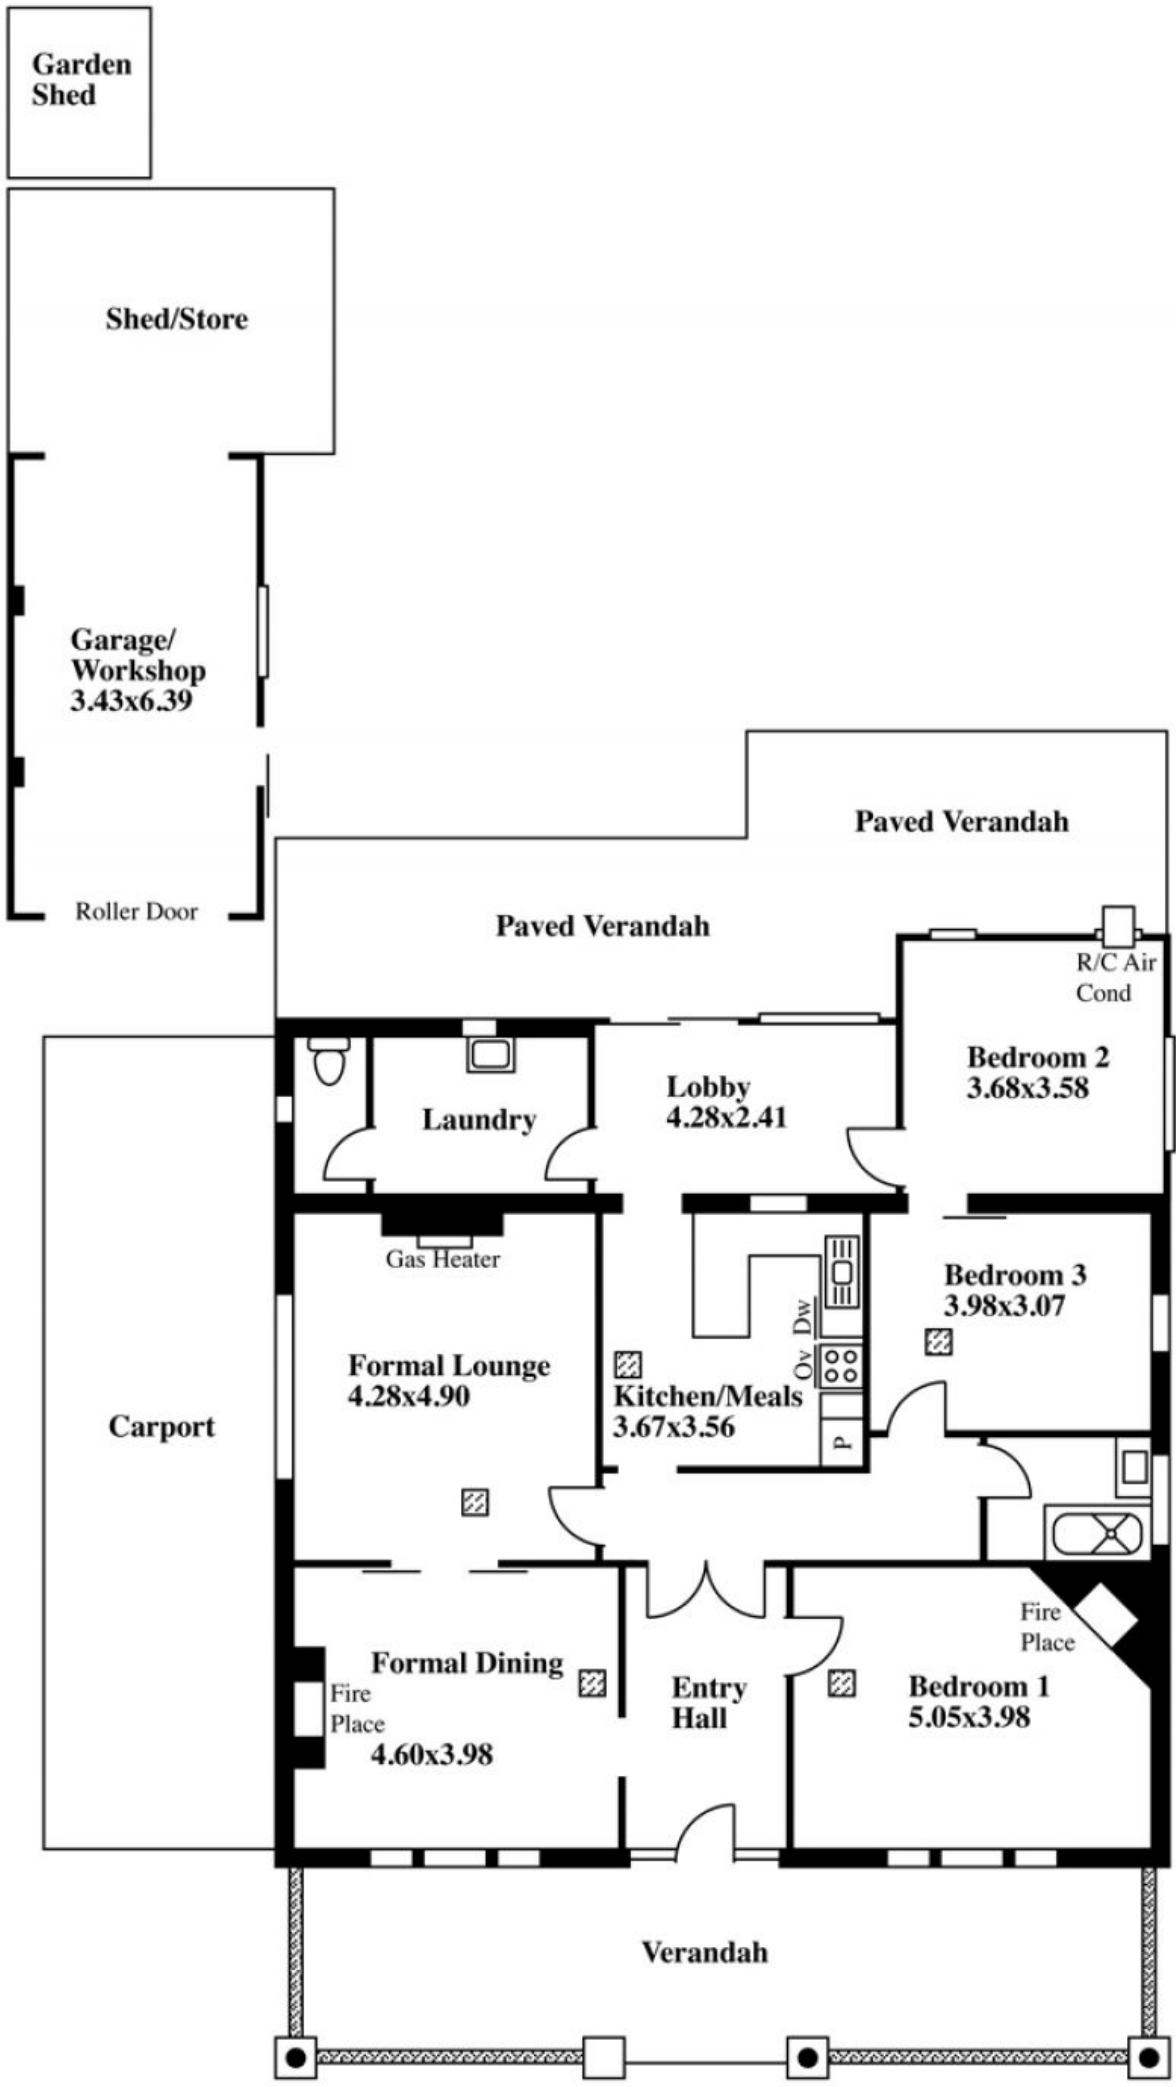 Garden
Shed
Shed/Store
Garage/
Workshop
3.43x6.39
Roller Door
Paved Verandah
Paved Verandah
R/C Air
Cond
Bedroom 2
3.68x3.58
Lobby
4.28x2.41
Laundry
Gas Heater
Bedroom 3
3.98x3.07
Dw
Ov
Formal Lounge
4.28x4.90
Kitchen/Meals
3.67x3.56
P
Carport
Fire
Place
Formal Dining
Fire
Place
4.60x3.98
Entry
Hall
Bedroom 1
5.05x3.98
Verandah